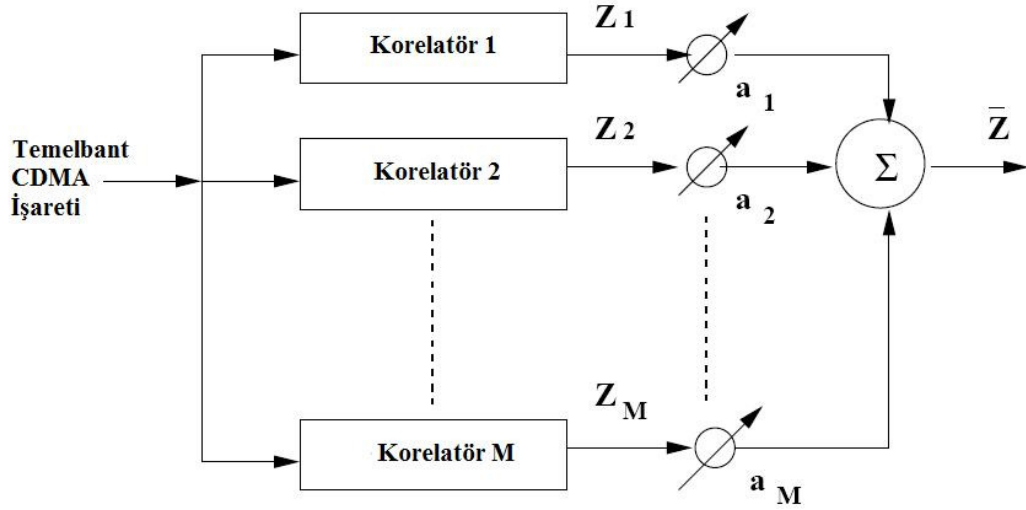 Korelatör 1
Z 1
a 1
Temelbant
CDMA
İşareti
Korelatör 2
Z 2
a 2
Σ
Z̄
Korelatör M
Z M
a M